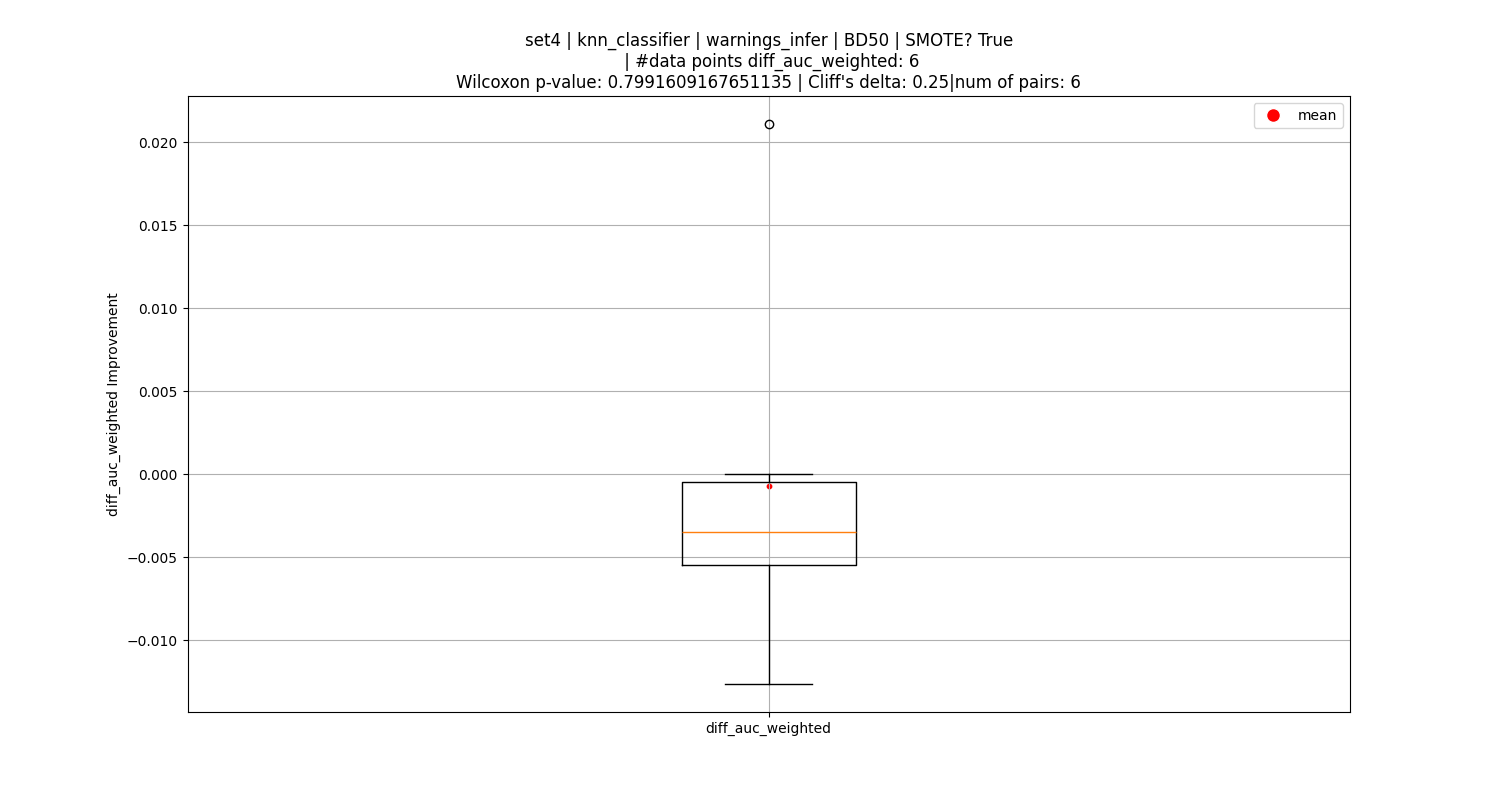 set4 | knn_classifier | warnings_infer | BD50 | SMOTE? True
| #data points diff_auc_weighted: 6
Wilcoxon p-value: 0.7991609167651135 | Cliff's delta: 0.25|num of pairs: 6
mean
0.020
0.015
0.010
0.005
0.000
−0.005
−0.010
diff_auc_weighted Improvement
diff_auc_weighted